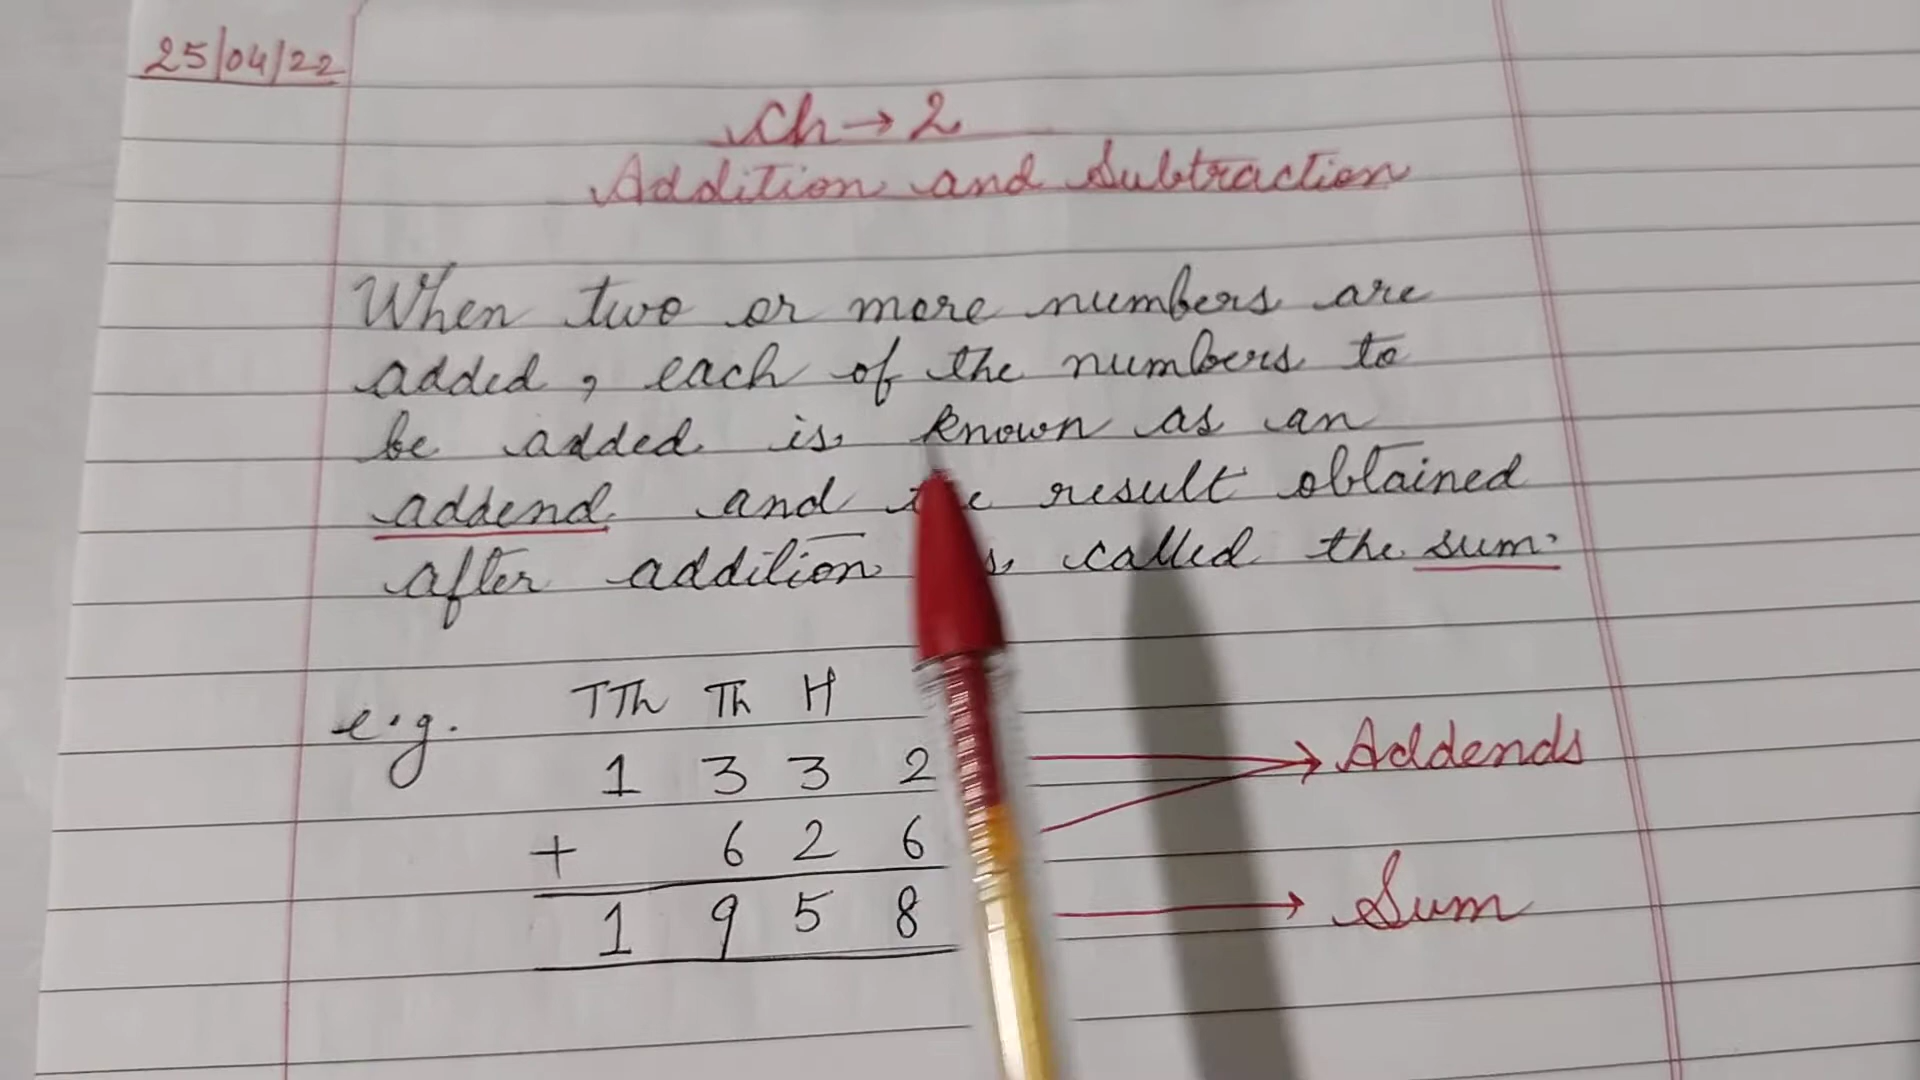 25/04/22
Ch → 2
Addition and Subtraction
When two or more numbers are
added, each of the numbers to
be added is known as an
addend and the result obtained
after addition is called the sum.
e.g. TTh Th H
1 3 3 2 → Addends
+ 6 2 6
1 9 5 8 → Sum